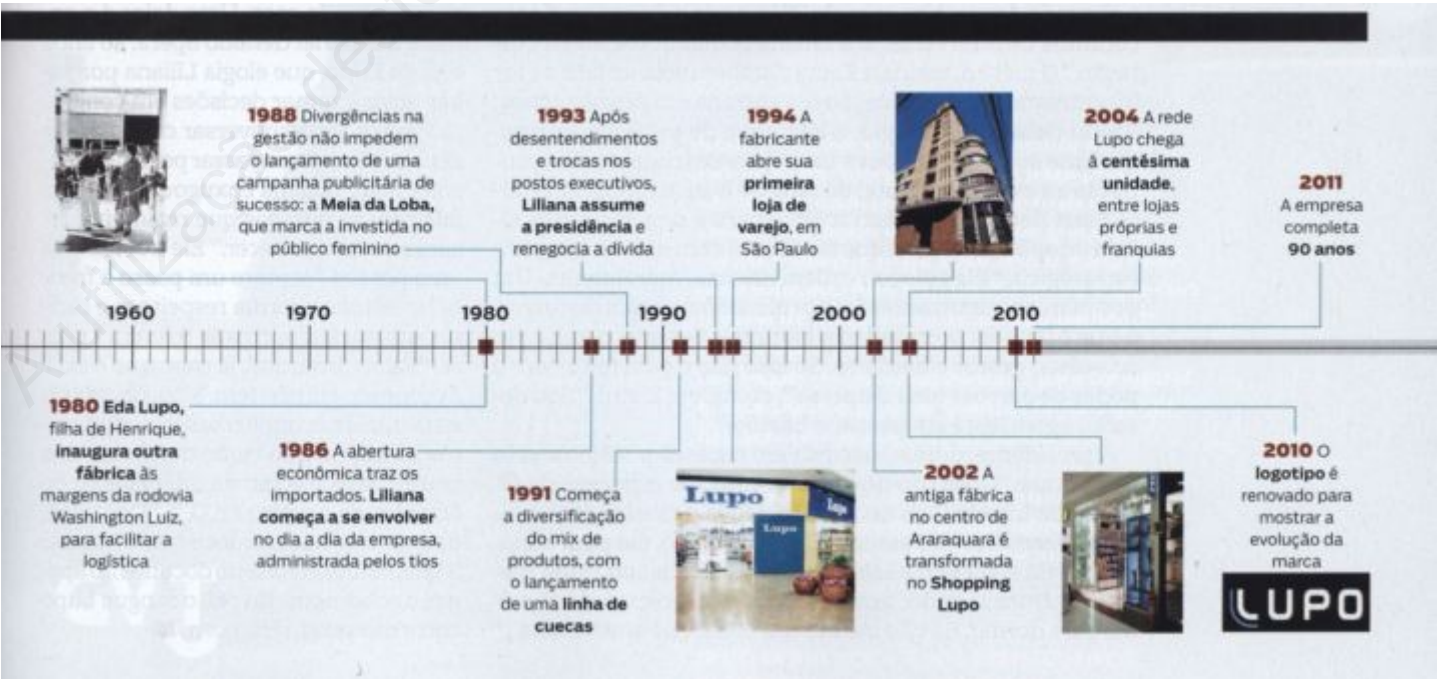 1988 Divergências na
gestão não impedem
o lançamento de uma
campanha publicitária de
sucesso: a Meia da Loba,
que marca a investida no
público feminino
1993 Após
desentendimentos
e trocas nos
postos executivos,
Liliana assume
a presidência e
renegocia a dívida
1994 A
fabricante
abre sua
primeira
loja de
varejo, em
São Paulo
2004 A rede
Lupo chega
à centésima
unidade,
entre lojas
próprias e
franquias
2011
A empresa
completa
90 anos
1960
1970
1980
1990
2000
2010
1980 Eda Lupo,
filha de Henrique,
inaugura outra
fábrica às
margens da rodovia
Washington Luiz,
para facilitar a
logística
1986 A abertura
econômica traz os
importados. Liliana
começa a se envolver
no dia a dia da empresa,
administrada pelos tios
1991 Começa
a diversificação
do mix de
produtos, com
o lançamento
de uma linha de
cuecas
Lupo
Lupo
Lupo
2002 A
antiga fábrica
no centro de
Araraquara é
transformada
no Shopping
Lupo
2010 O
logotipo é
renovado para
mostrar a
evolução da
marca
LUPO